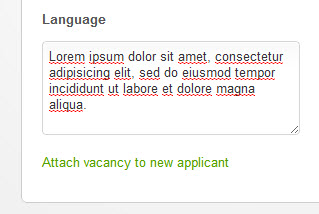 Language
Lorem ipsum dolor sit amet, consectetur
adipisicing elit, sed do eiusmod tempor
incididunt ut labore et dolore magna
aliqua.
Attach vacancy to new applicant